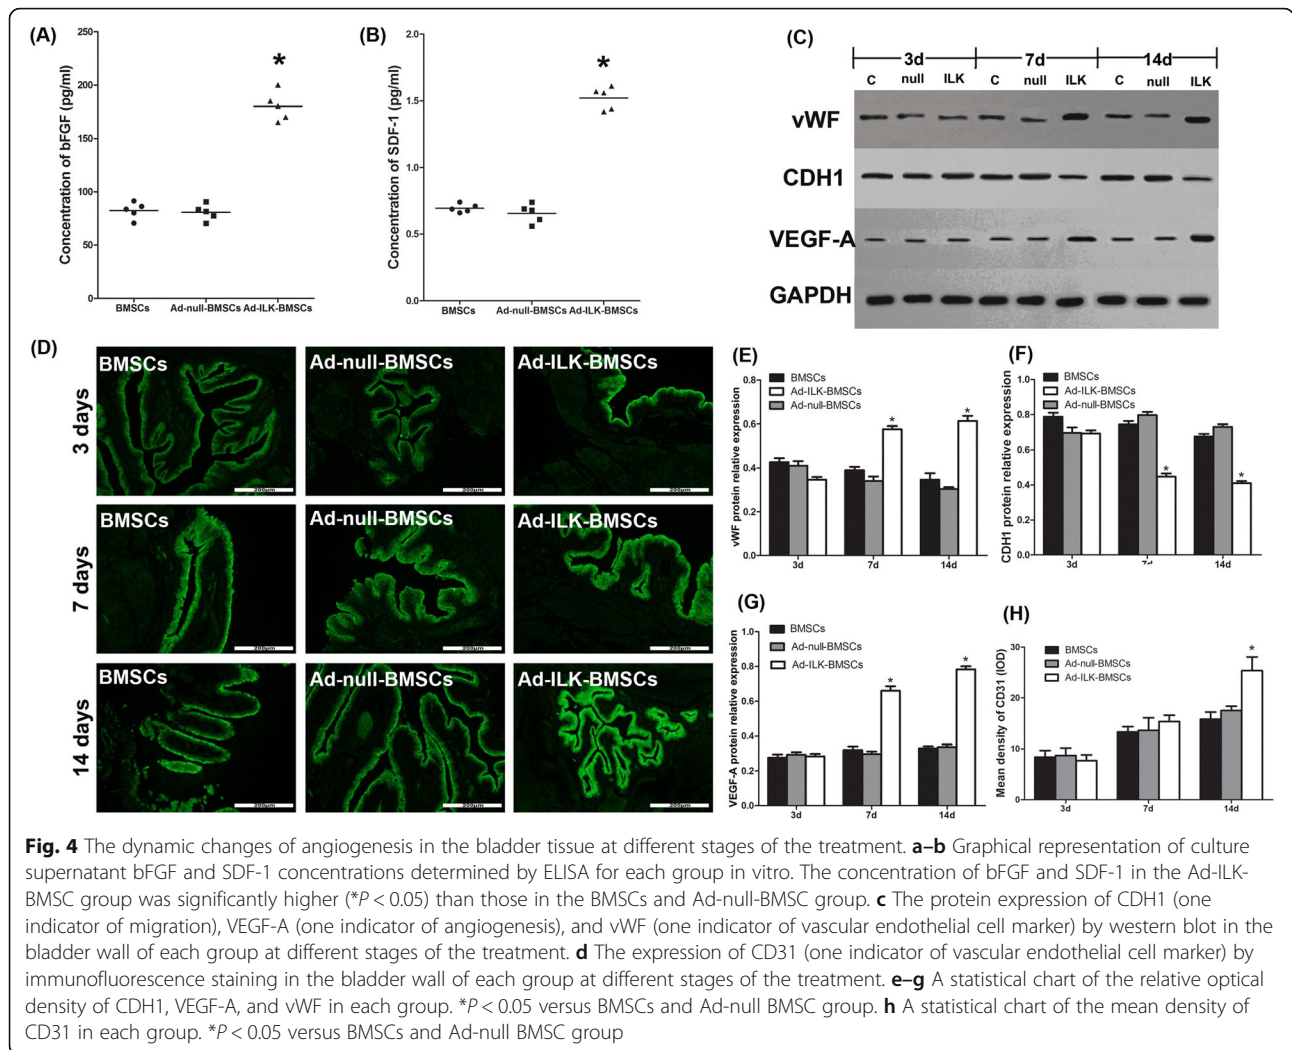 (A)
Concentration of bFGF (pg/ml)
250
200
150
100
50
0
*
BMSCs Ad-null-BMSCs Ad-ILK-BMSCs
(B)
Concentration of SDF-1 (pg/ml)
2.0
1.5
1.0
0.5
0.0
*
BMSCs Ad-null-BMSCs Ad-ILK-BMSCs
(C)
3d 7d 14d
C null ILK C null ILK C null ILK
vWF
CDH1
VEGF-A
GAPDH
(D)
3 days
BMSCs Ad-null-BMSCs Ad-ILK-BMSCs
200μm 200μm 200μm
7 days
BMSCs Ad-null-BMSCs Ad-ILK-BMSCs
200μm 200μm 200μm
14 days
BMSCs Ad-null-BMSCs Ad-ILK-BMSCs
200μm 200μm 200μm
(E)
BMSCs
Ad-ILK-BMSCs
Ad-null-BMSCs
vWF protein relative expression
0.8
0.6
0.4
0.2
0.0
* *
3d 7d 14d
(F)
BMSCs
Ad-ILK-BMSCs
Ad-null-BMSCs
CDH1 protein relative expression
1.0
0.8
0.6
0.4
0.2
0.0
* *
3d 7d 14d
(G)
BMSCs
Ad-null-BMSCs
Ad-ILK-BMSCs
VEGF-A protein relative expression
1.0
0.8
0.6
0.4
0.2
0.0
* *
3d 7d 14d
(H)
BMSCs
Ad-null-BMSCs
Ad-ILK-BMSCs
Mean density of CD31 (IOD)
30
20
10
0
*
3d 7d 14d
Fig. 4 The dynamic changes of angiogenesis in the bladder tissue at different stages of the treatment. a–b Graphical representation of culture
supernatant bFGF and SDF-1 concentrations determined by ELISA for each group in vitro. The concentration of bFGF and SDF-1 in the Ad-ILK-
BMSC group was significantly higher (*P < 0.05) than those in the BMSCs and Ad-null-BMSC group. c The protein expression of CDH1 (one
indicator of migration), VEGF-A (one indicator of angiogenesis), and vWF (one indicator of vascular endothelial cell marker) by western blot in the
bladder wall of each group at different stages of the treatment. d The expression of CD31 (one indicator of vascular endothelial cell marker) by
immunofluorescence staining in the bladder wall of each group at different stages of the treatment. e–g A statistical chart of the relative optical
density of CDH1, VEGF-A, and vWF in each group. *P < 0.05 versus BMSCs and Ad-null BMSC group. h A statistical chart of the mean density of
CD31 in each group. *P < 0.05 versus BMSCs and Ad-null BMSC group